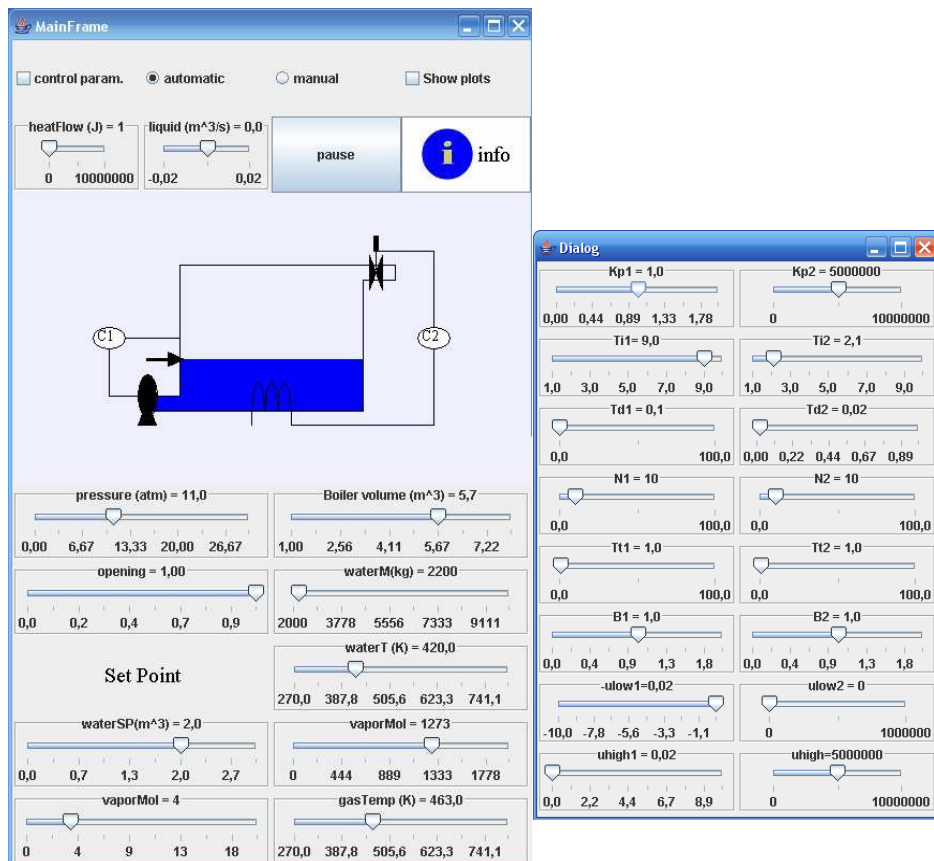 MainFrame
control param. automatic manual Show plots
heatFlow (J) = 1 liquid (m^3/s) = 0,0
pause
i info
0 10000000 -0,02 0,02
C1 C2
pressure (atm) = 11,0 Boiler volume (m^3) = 5,7
0,00 6,67 13,33 20,00 26,67 1,00 2,56 4,11 5,67 7,22
opening = 1,00 waterM(kg) = 2200
0,0 0,2 0,4 0,7 0,9 2000 3778 5556 7333 9111
Set Point
waterT (K) = 420,0
270,0 387,8 505,6 623,3 741,1
waterSP(m^3) = 2,0 vaporMol = 1273
0,0 0,7 1,3 2,0 2,7 0 444 889 1333 1778
vaporMol = 4 gasTemp (K) = 463,0
0 4 9 13 18 270,0 387,8 505,6 623,3 741,1
Dialog
Kp1 = 1,0 Kp2 = 5000000
0,00 0,44 0,89 1,33 1,78 0 10000000
Ti1= 9,0 Ti2 = 2,1
1,0 3,0 5,0 7,0 9,0 1,0 3,0 5,0 7,0 9,0
Td1 = 0,1 Td2 = 0,02
0,0 100,0 0,00 0,22 0,44 0,67 0,89
N1 = 10 N2 = 10
0,0 100,0 0,0 100,0
Tt1 = 1,0 Tt2 = 1,0
0,0 100,0 0,0 100,0
B1 = 1,0 B2 = 1,0
0,0 0,4 0,9 1,3 1,8 0,0 0,4 0,9 1,3 1,8
-ulow1=0,02 ulow2 = 0
-10,0 -7,8 -5,6 -3,3 -1,1 0 1000000
uhigh1 = 0,02 uhigh=5000000
0,0 2,2 4,4 6,7 8,9 0 10000000